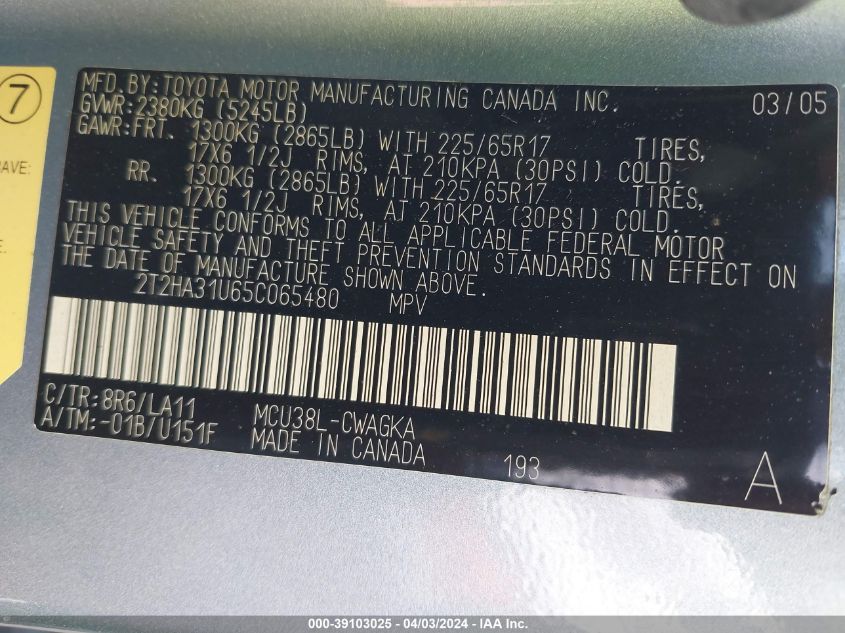 7
AVE:
E.
MFD. BY: TOYOTA MOTOR MANUFACTURING CANADA INC. 03/05
GVWR: 2380KG (5245LB)
GAWR: FRT. 1300KG (2865LB) WITH 225/65R17 TIRES,
17X6 1/2J RIMS, AT 210KPA (30PSI) COLD.
RR. 1300KG (2865LB) WITH 225/65R17 TIRES,
17X6 1/2J RIMS, AT 210KPA (30PSI) COLD.
THIS VEHICLE CONFORMS TO ALL APPLICABLE FEDERAL MOTOR
VEHICLE SAFETY AND THEFT PREVENTION STANDARDS IN EFFECT ON
THE DATE OF MANUFACTURE SHOWN ABOVE.
2T2HA31U65C065480 MPV
C/TR: 8R6/LA11 MCU38L-CWAGKA
A/TM: -01B/U151F MADE IN CANADA 193 A
000-39103025 - 04/03/2024 - IAA Inc.